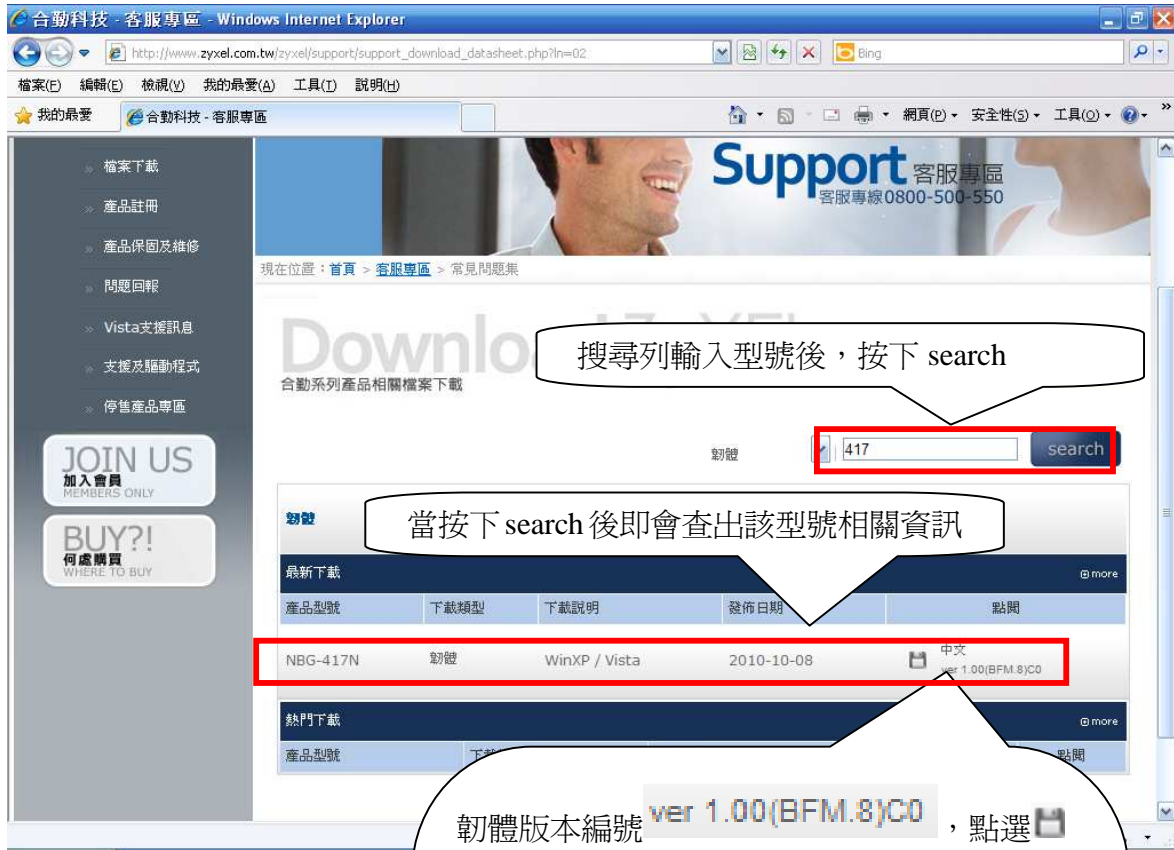 合勤科技 - 客服專區 - Windows Internet Explorer
http://www.zyxel.com.tw/zyxel/support/support_download_datasheet.php?ln=02
Bing
檔案(F) 編輯(E) 檢視(V) 我的最愛(A) 工具(T) 說明(H)
我的最愛
合勤科技 - 客服專區
網頁(P) 安全性(S) 工具(O)
»
» 檔案下載
» 產品註冊
» 產品保固及維修
» 問題回報
» Vista支援訊息
» 支援及驅動程式
» 停售產品專區
JOIN US
加入會員
MEMBERS ONLY
BUY?!
何處購買
WHERE TO BUY
Support 客服專區
客服專線0800-500-550
現在位置：首頁 > 客服專區 > 常見問題集
合勤系列產品相關檔案下載
搜尋列輸入型號後，按下 search
韌體
417
search
韌體
當按下 search 後即會查出該型號相關資訊
最新下載
more
產品型號 下載類型 下載說明 發佈日期 點閱
NBG-417N 韌體 WinXP / Vista 2010-10-08 中文
ver 1.00(BFM.8)C0
熱門下載
more
產品型號 點閱
韌體版本編號 ver 1.00(BFM.8)C0 ，點選